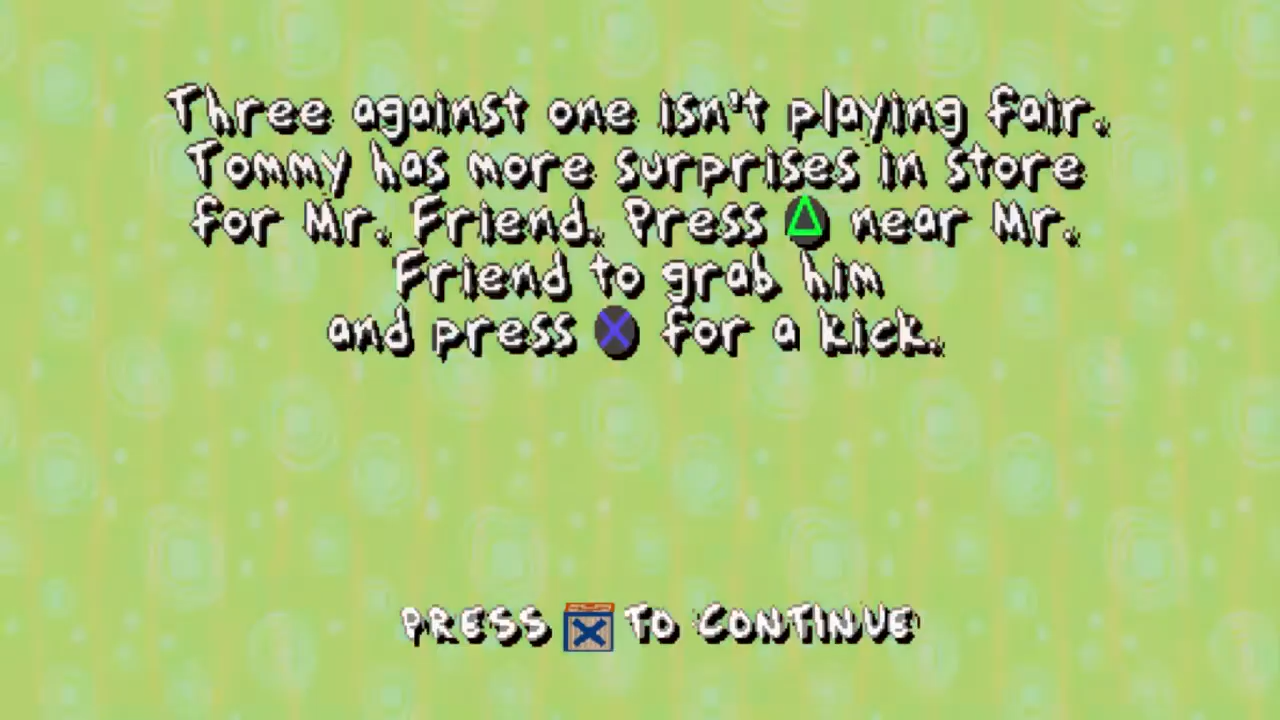 Three against one isn't playing fair.
Tommy has more surprises in store
for Mr. Friend. Press △ near Mr.
Friend to grab him
and press X for a kick.
PRESS X TO CONTINUE